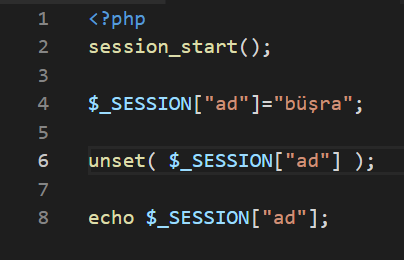 1 <?php
2 session_start();
3
4 $_SESSION["ad"]="büşra";
5
6 unset( $_SESSION["ad"] );
7
8 echo $_SESSION["ad"];